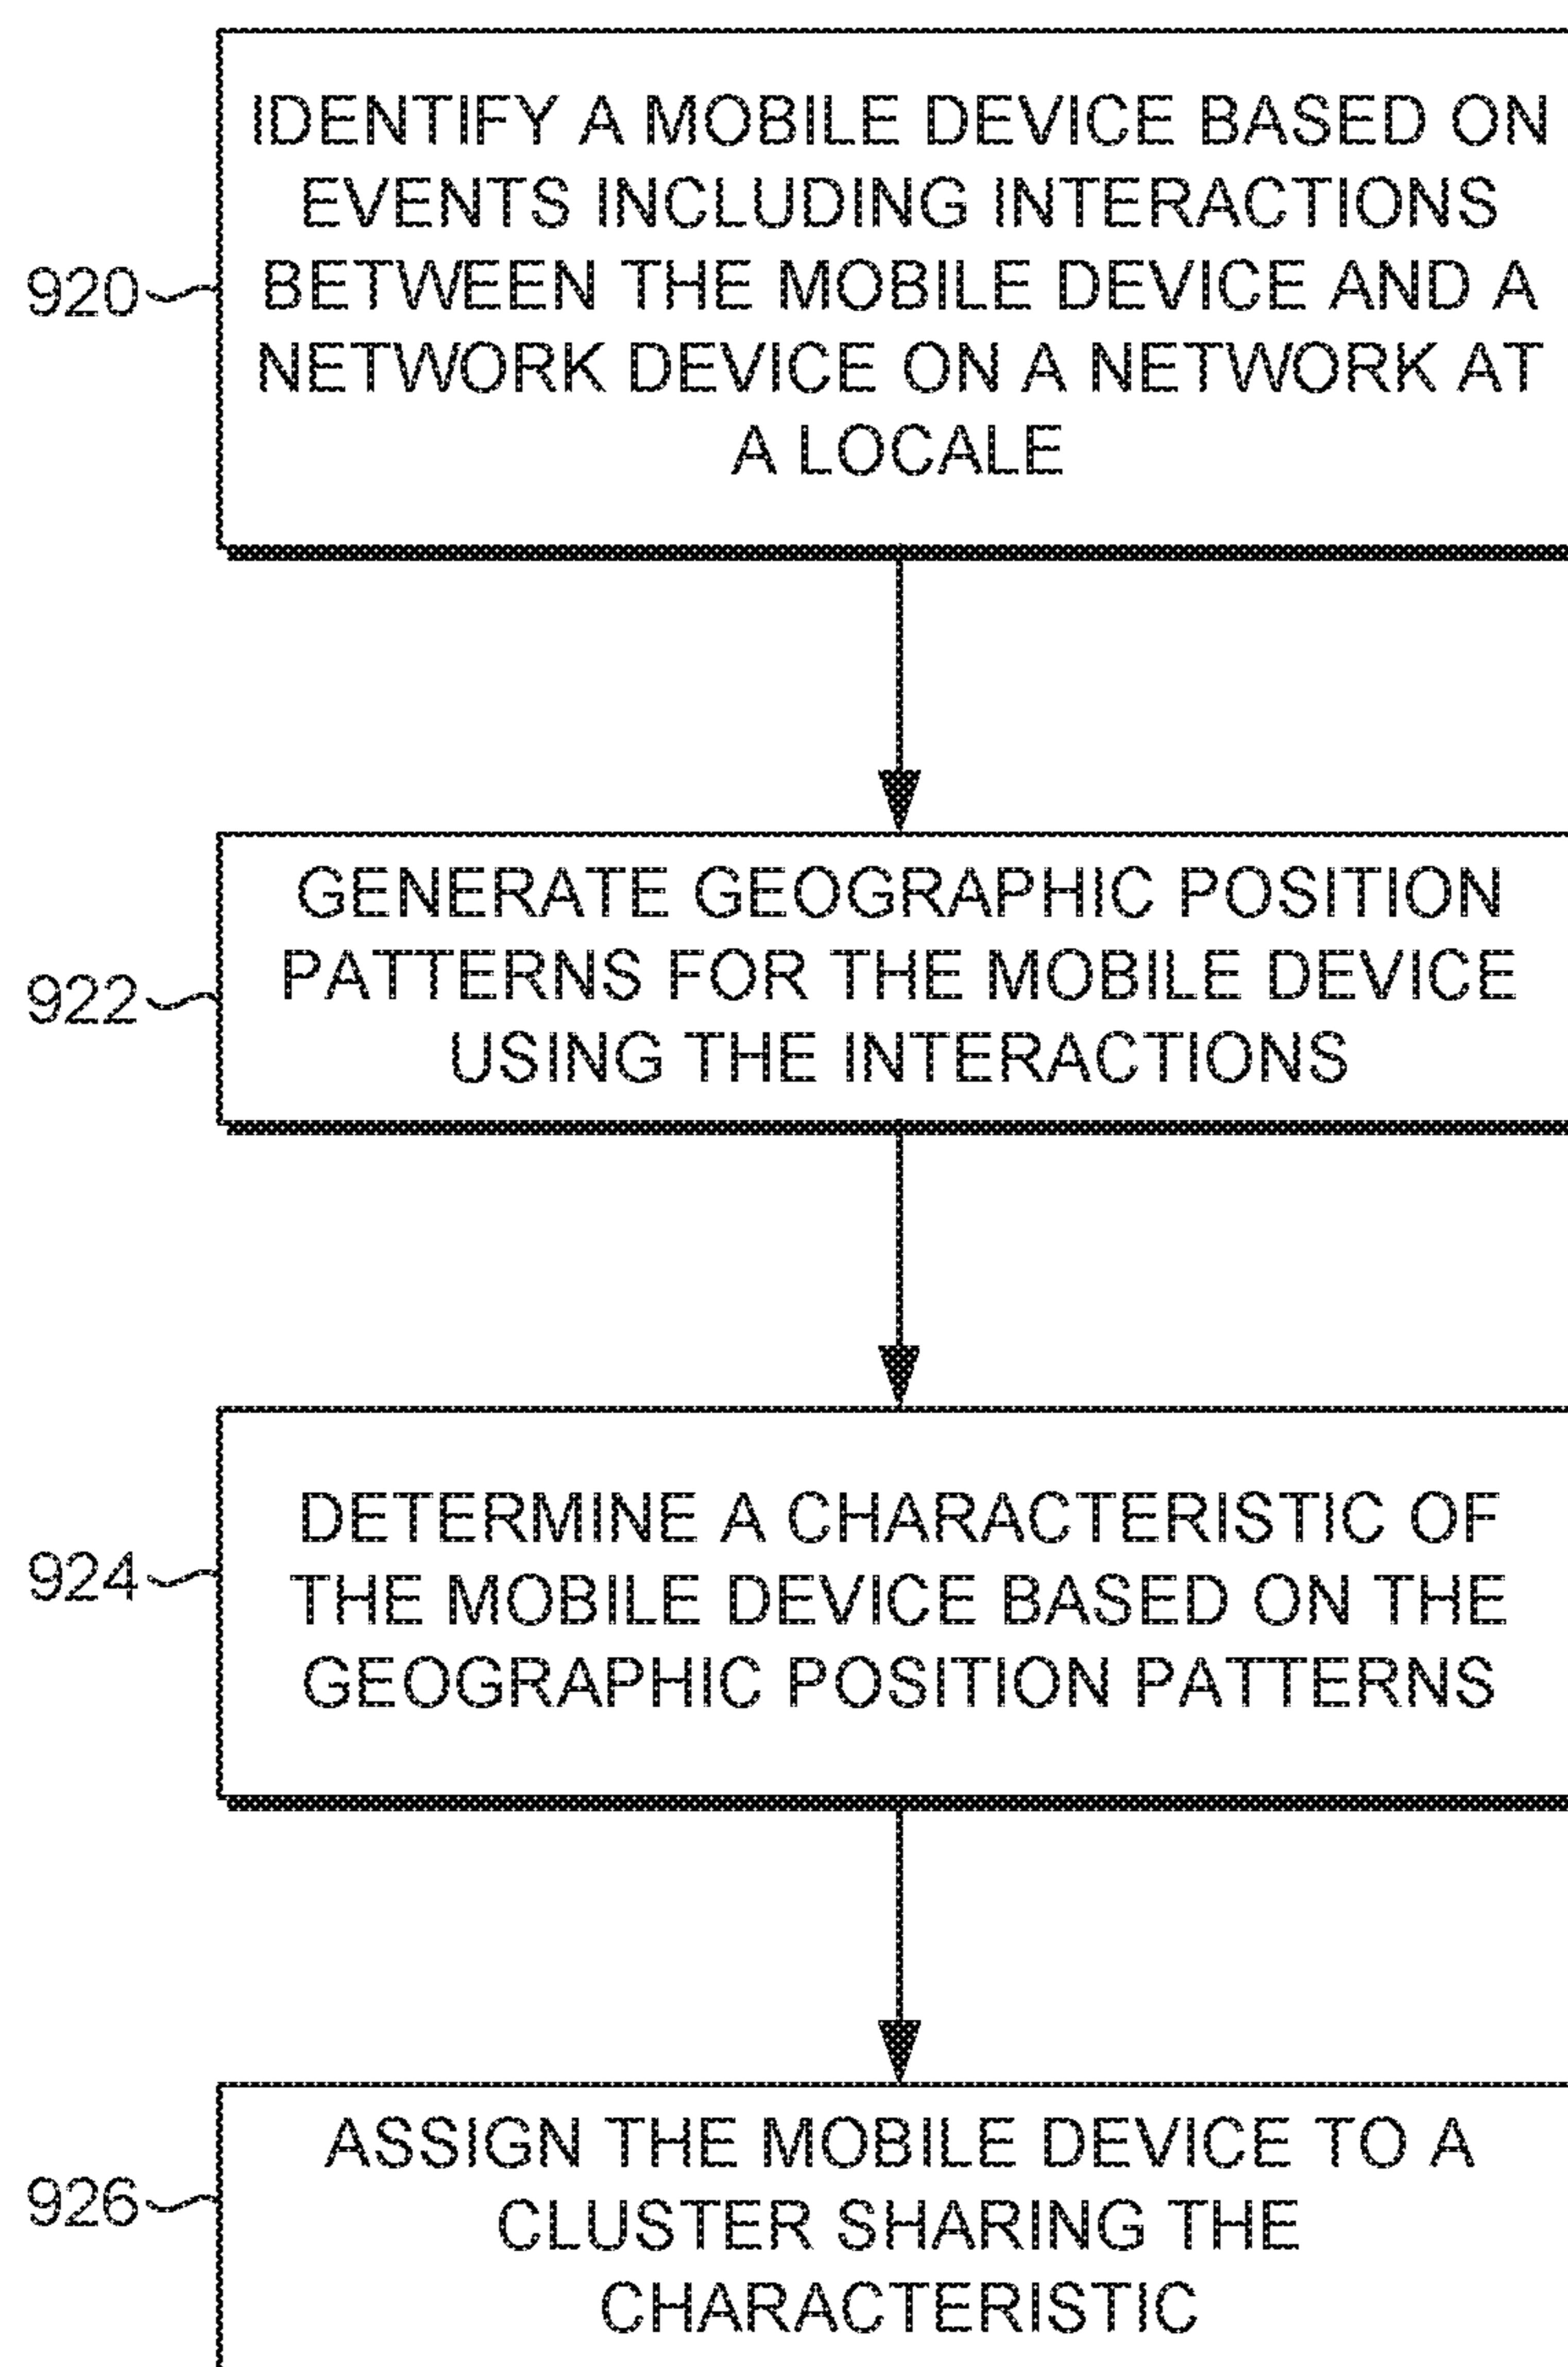 IDENTIFY A MOBILE DEVICE BASED ON
EVENTS INCLUDING INTERACTIONS
920
BETWEEN THE MOBILE DEVICE AND A
NETWORK DEVICE ON A NETWORK AT
A LOCALE
GENERATE GEOGRAPHIC POSITION
922
PATTERNS FOR THE MOBILE DEVICE
USING THE INTERACTIONS
DETERMINE A CHARACTERISTIC OF
924
THE MOBILE DEVICE BASED ON THE
GEOGRAPHIC POSITION PATTERNS
ASSIGN THE MOBILE DEVICE TO A
926
CLUSTER SHARING THE
CHARACTERISTIC